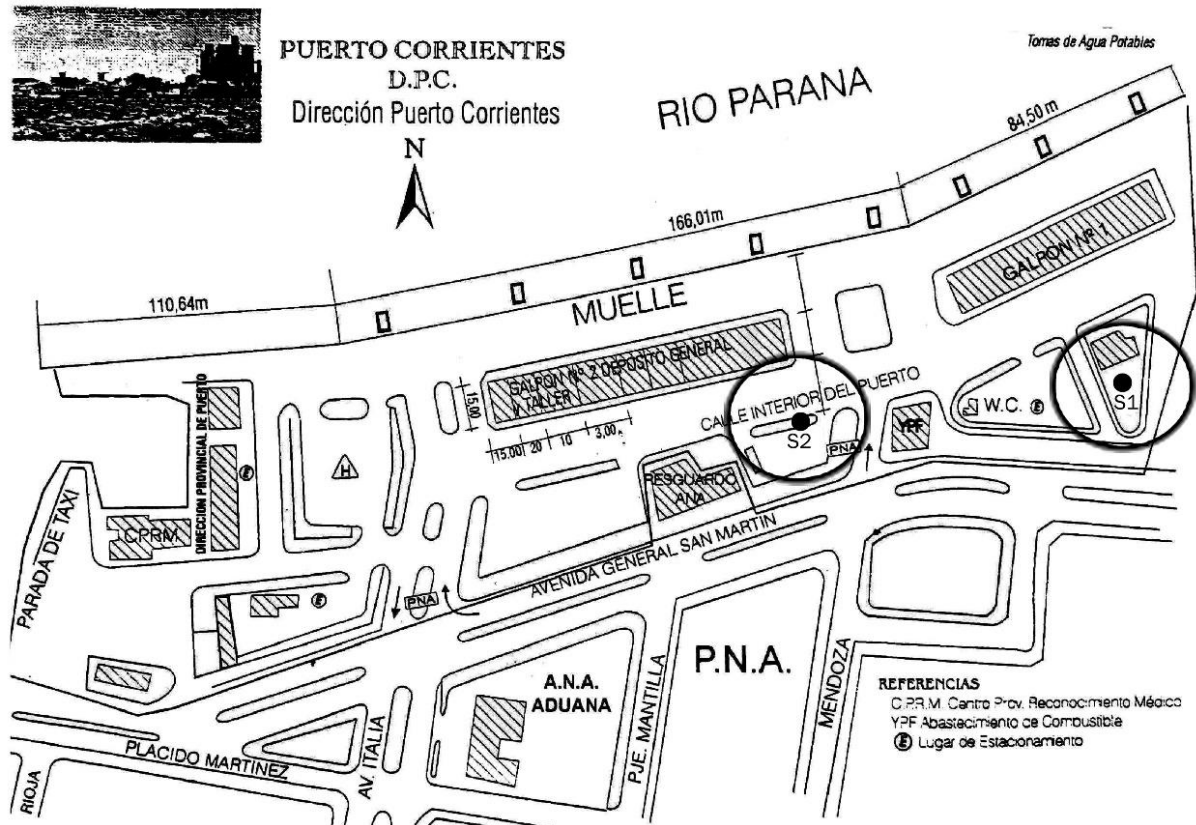 PUERTO CORRIENTES
D.P.C.
Dirección Puerto Corrientes
N
Tomas de Agua Potables
RIO PARANA
84,50 m
166,01m
110,64m
MUELLE
GALPON Nº 1
GALPON Nº 2 DEPOSITO GENERAL
Y TALLER
15.00
15.00
20
10
3,00
CALLE INTERIOR DEL PUERTO
S2
S1
W.C.
E
YPF
PNA
RESGUARDO
ANA
DIRECCION PROVINCIAL DE PUERTO
E
H
CPRM
PARADA DE TAXI
E
PNA
AVENIDA GENERAL SAN MARTIN
P.N.A.
A.N.A.
ADUANA
PJE. MANTILLA
MENDOZA
AV. ITALIA
PLACIDO MARTINEZ
RIOJA
REFERENCIAS
C.P.R.M. Centro Prov. Reconocimiento Médico
YPF Abastecimiento de Combustible
E Lugar de Estacionamiento